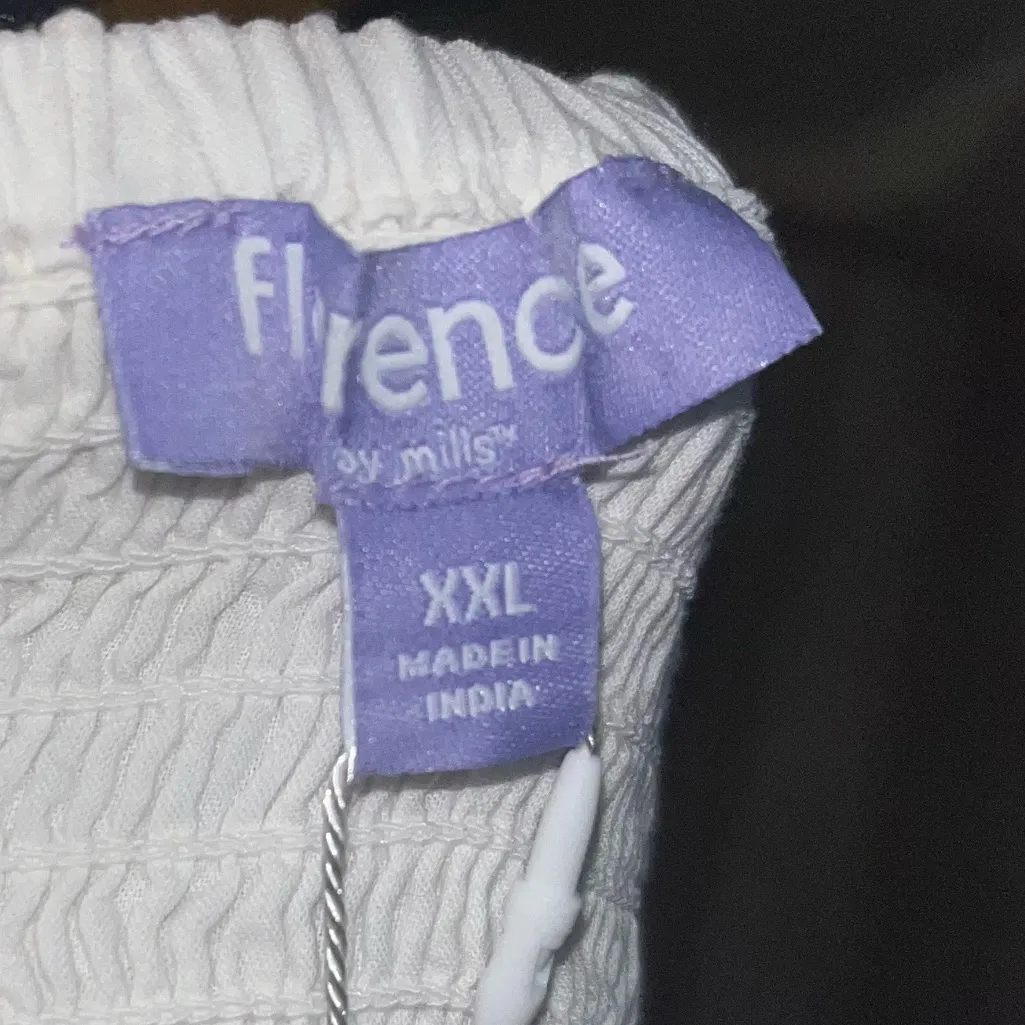 florence
by mills™
XXL
MADE IN
INDIA